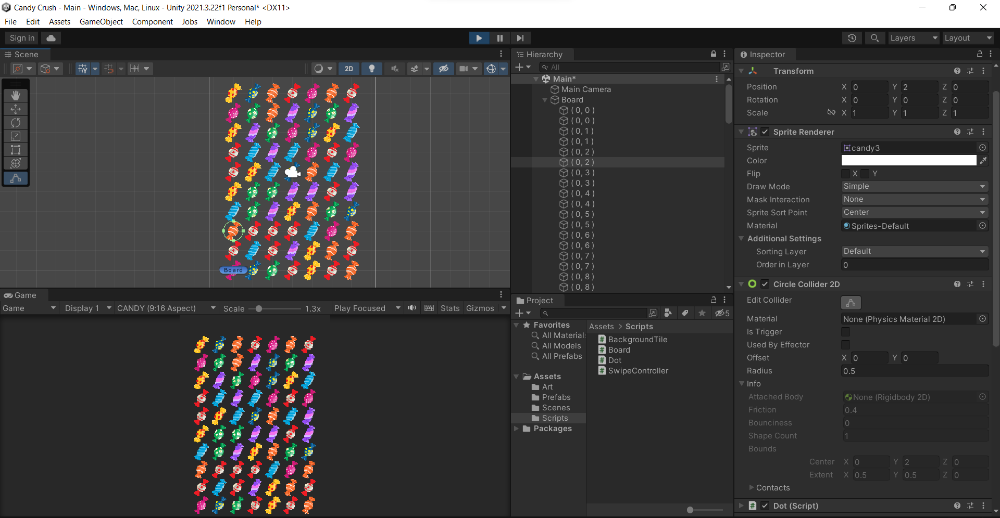 Candy Crush - Main - Windows, Mac, Linux - Unity 2021.3.22f1 Personal* <DX11>
File Edit Assets GameObject Component Jobs Window Help
Sign in
Layers
Layout
Scene
2D
Board
Game
Game
Display 1
CANDY (9:16 Aspect)
Scale
1.3x
Play Focused
Stats
Gizmos
Hierarchy
All
Main*
Main Camera
Board
( 0, 0 )
( 0, 0 )
( 0, 1 )
( 0, 1 )
( 0, 2 )
( 0, 2 )
( 0, 3 )
( 0, 3 )
( 0, 4 )
( 0, 4 )
( 0, 5 )
( 0, 5 )
( 0, 6 )
( 0, 6 )
( 0, 7 )
( 0, 7 )
( 0, 8 )
( 0, 8 )
Project
5
Favorites
All Materials
All Models
All Prefabs
Assets
Art
Prefabs
Scenes
Scripts
Packages
Assets > Scripts
BackgroundTile
Board
Dot
SwipeController
Inspector
Transform
Position X 0 Y 2 Z 0
Rotation X 0 Y 0 Z 0
Scale X 1 Y 1 Z 1
Sprite Renderer
Sprite candy3
Color
Flip X Y
Draw Mode Simple
Mask Interaction None
Sprite Sort Point Center
Material Sprites-Default
Additional Settings
Sorting Layer Default
Order in Layer 0
Circle Collider 2D
Edit Collider
Material None (Physics Material 2D)
Is Trigger
Used By Effector
Offset X 0 Y 0
Radius 0.5
Info
Attached Body None (Rigidbody 2D)
Friction 0.4
Bounciness 0
Shape Count 1
Bounds
Center X 0 Y 2 Z 0
Extent X 0.5 Y 0.5 Z 0
Contacts
Dot (Script)